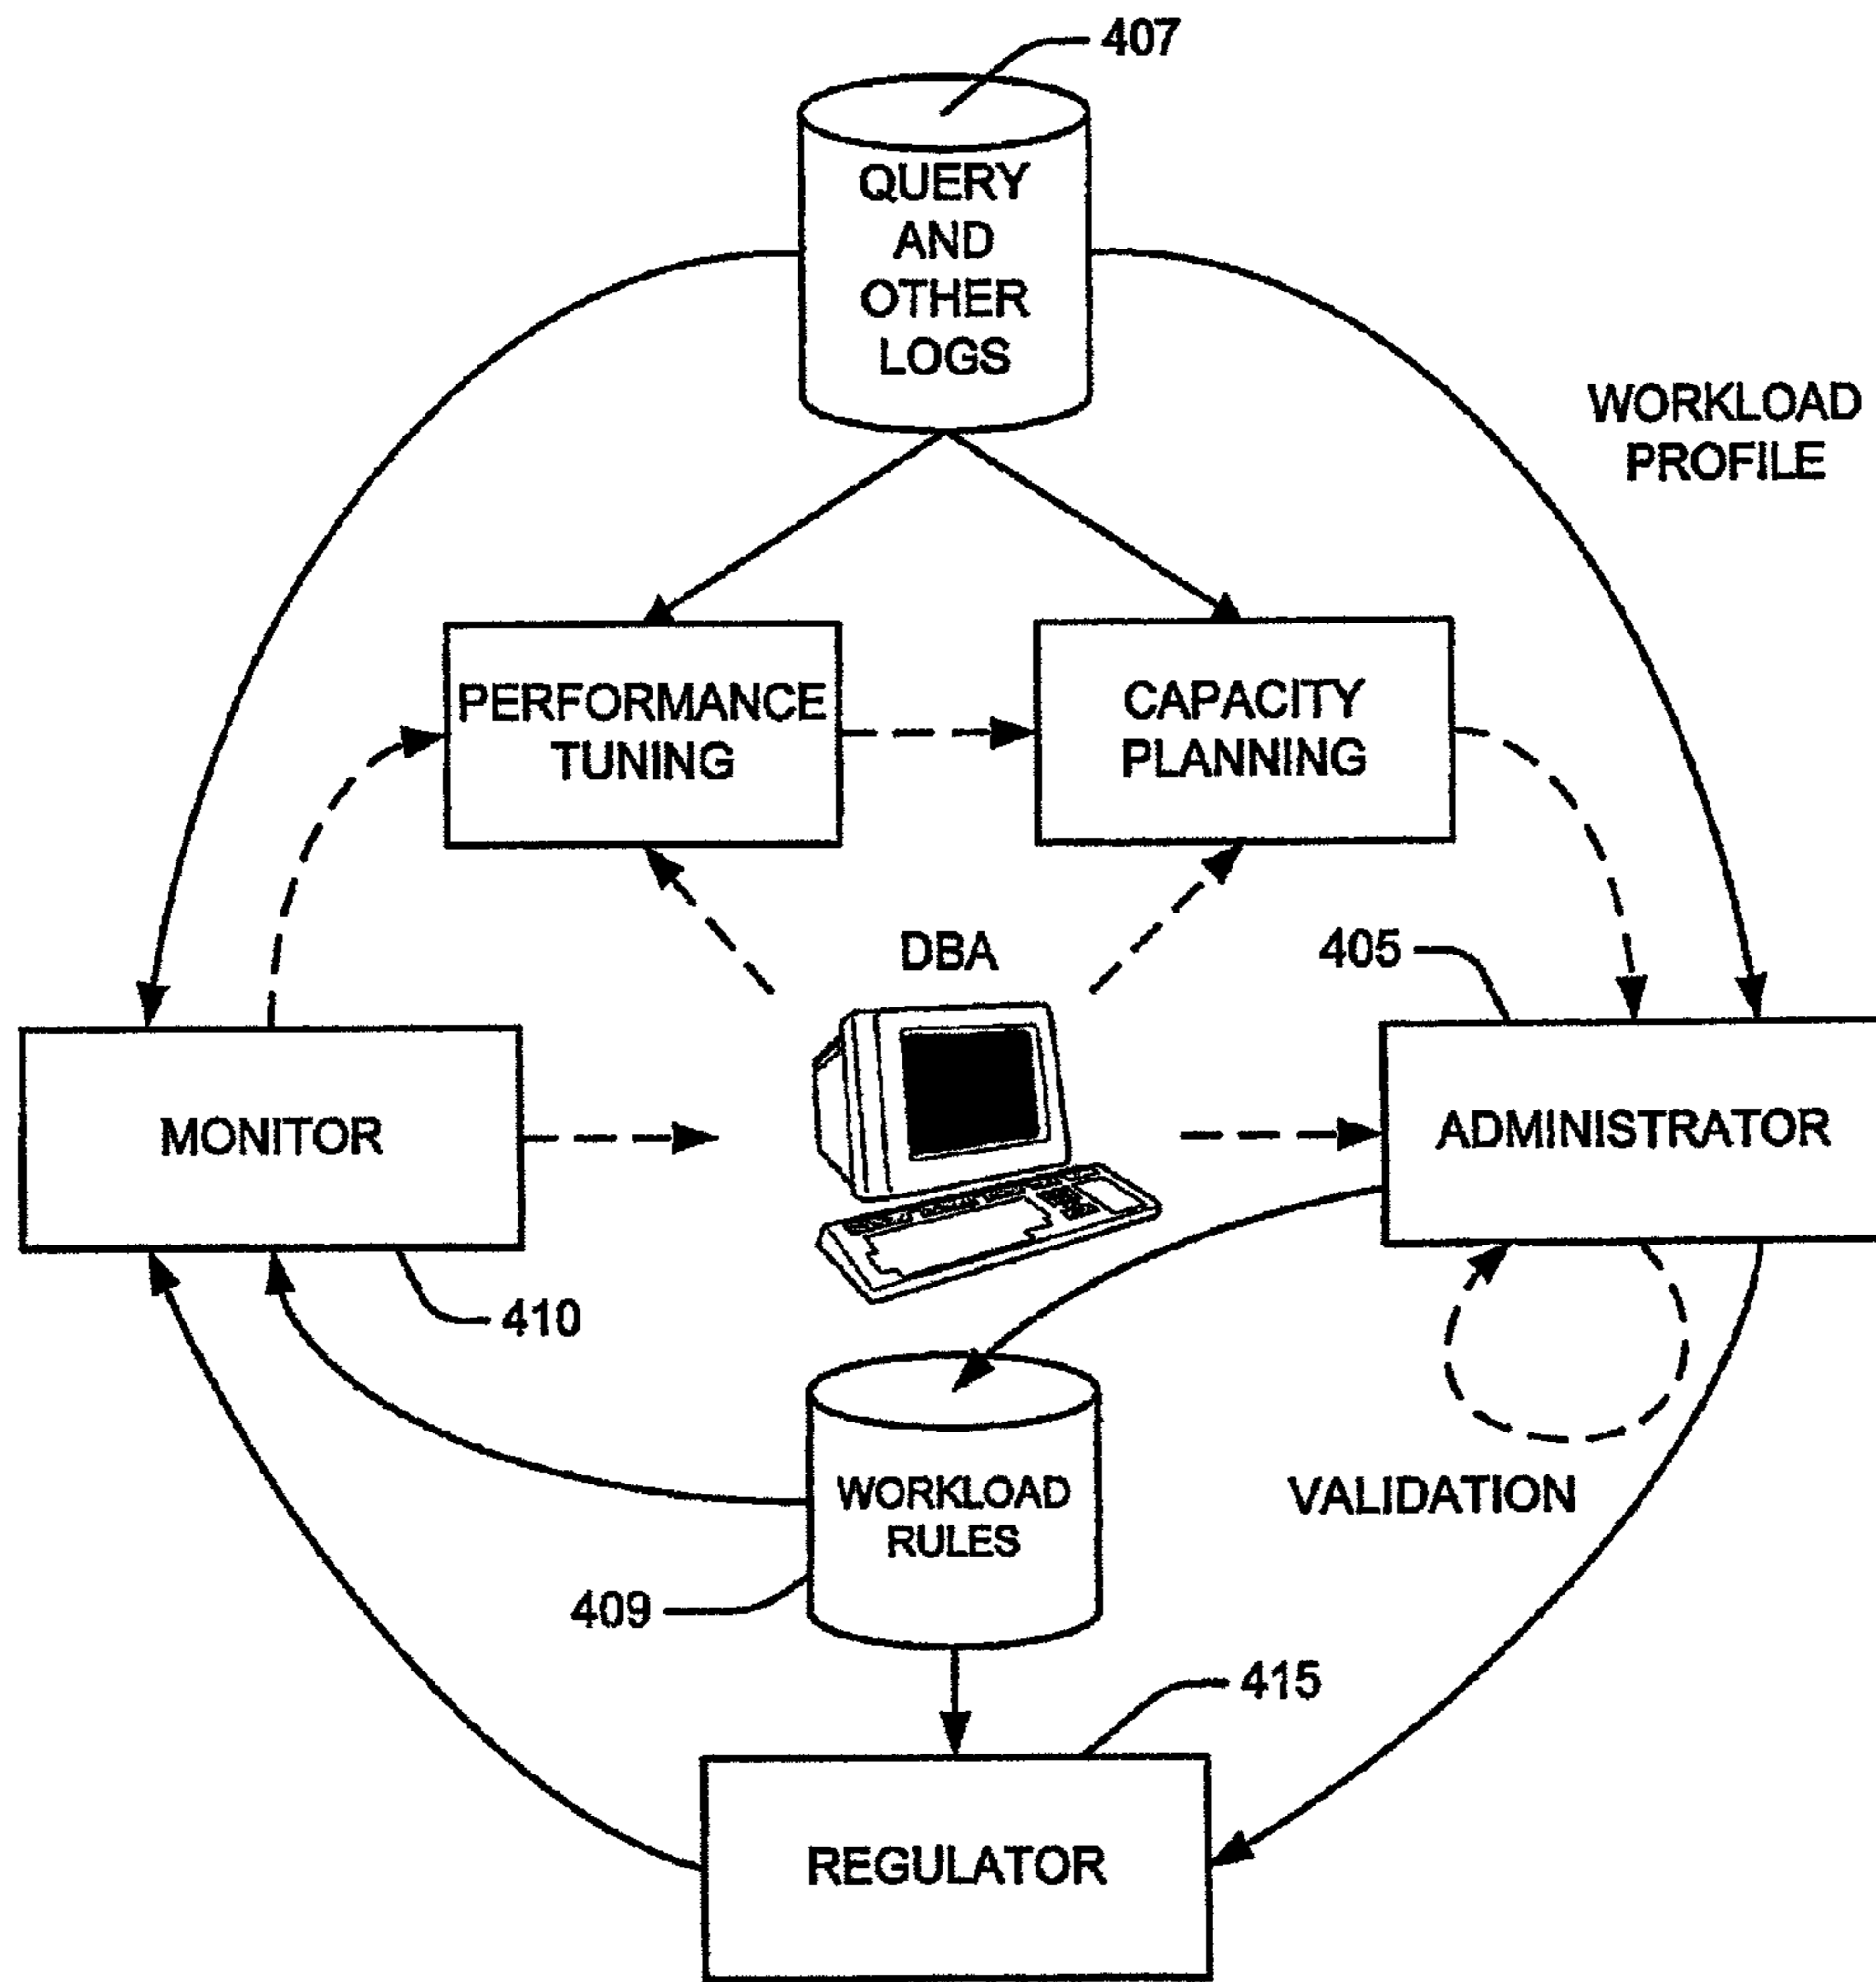 407
QUERY
AND
OTHER
LOGS
WORKLOAD
PROFILE
PERFORMANCE
TUNING
CAPACITY
PLANNING
DBA
405
MONITOR
ADMINISTRATOR
410
WORKLOAD
RULES
VALIDATION
409
415
REGULATOR